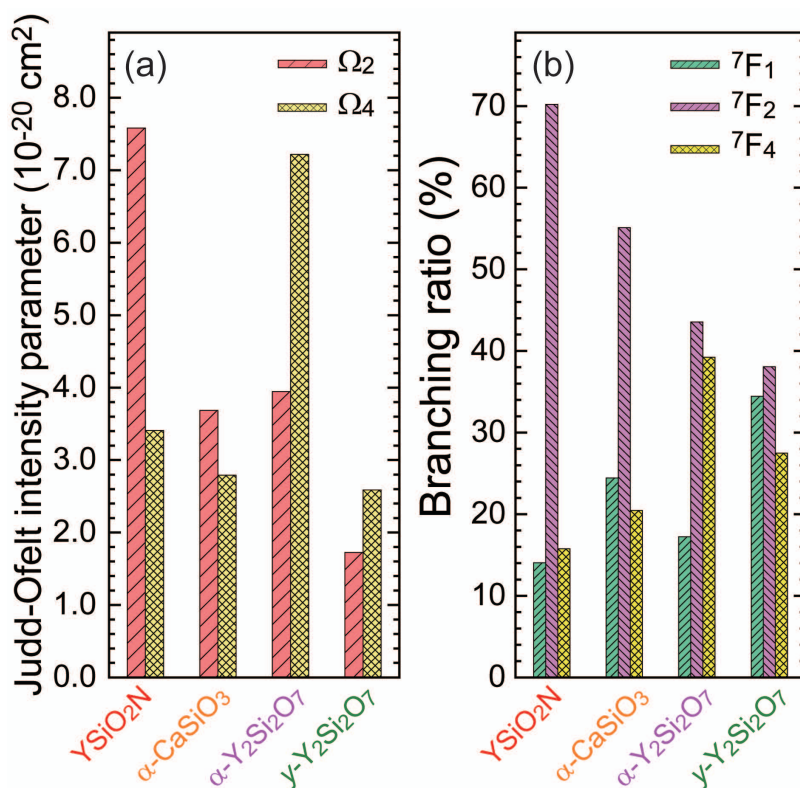 (a)
Ω2
Ω4
Judd-Ofelt intensity parameter (10-20 cm2)
8.0
7.0
6.0
5.0
4.0
3.0
2.0
1.0
0.0
YSiO2N
α-CaSiO3
α-Y2Si2O7
y-Y2Si2O7
(b)
7F1
7F2
7F4
Branching ratio (%)
70
60
50
40
30
20
10
0
YSiO2N
α-CaSiO3
α-Y2Si2O7
y-Y2Si2O7